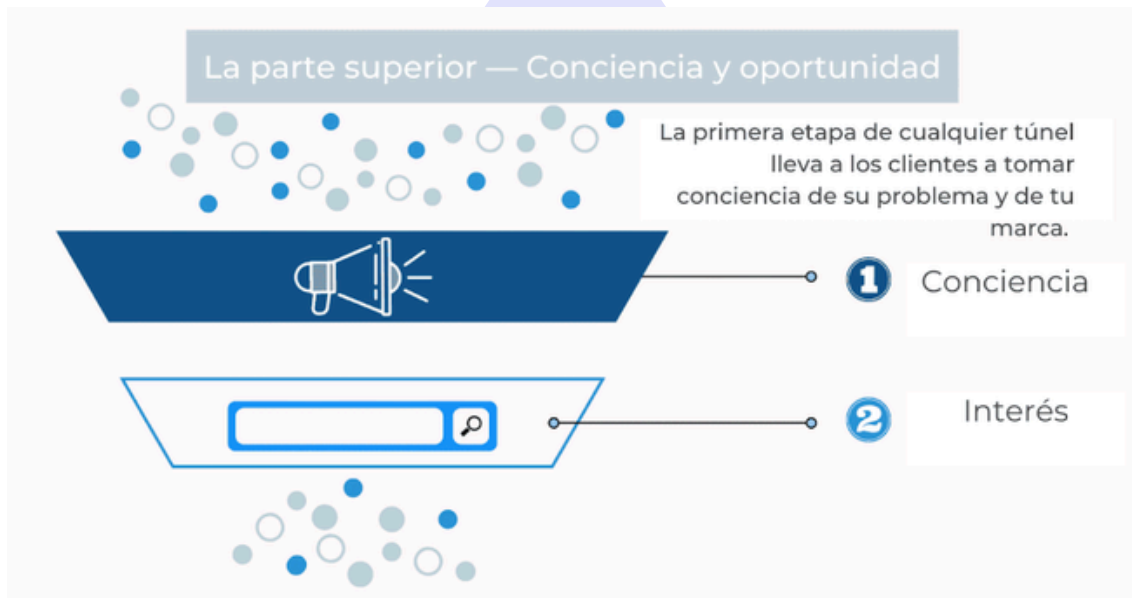 La parte superior — Conciencia y oportunidad
La primera etapa de cualquier túnel
lleva a los clientes a tomar
conciencia de su problema y de tu
marca.
1 Conciencia
2 Interés